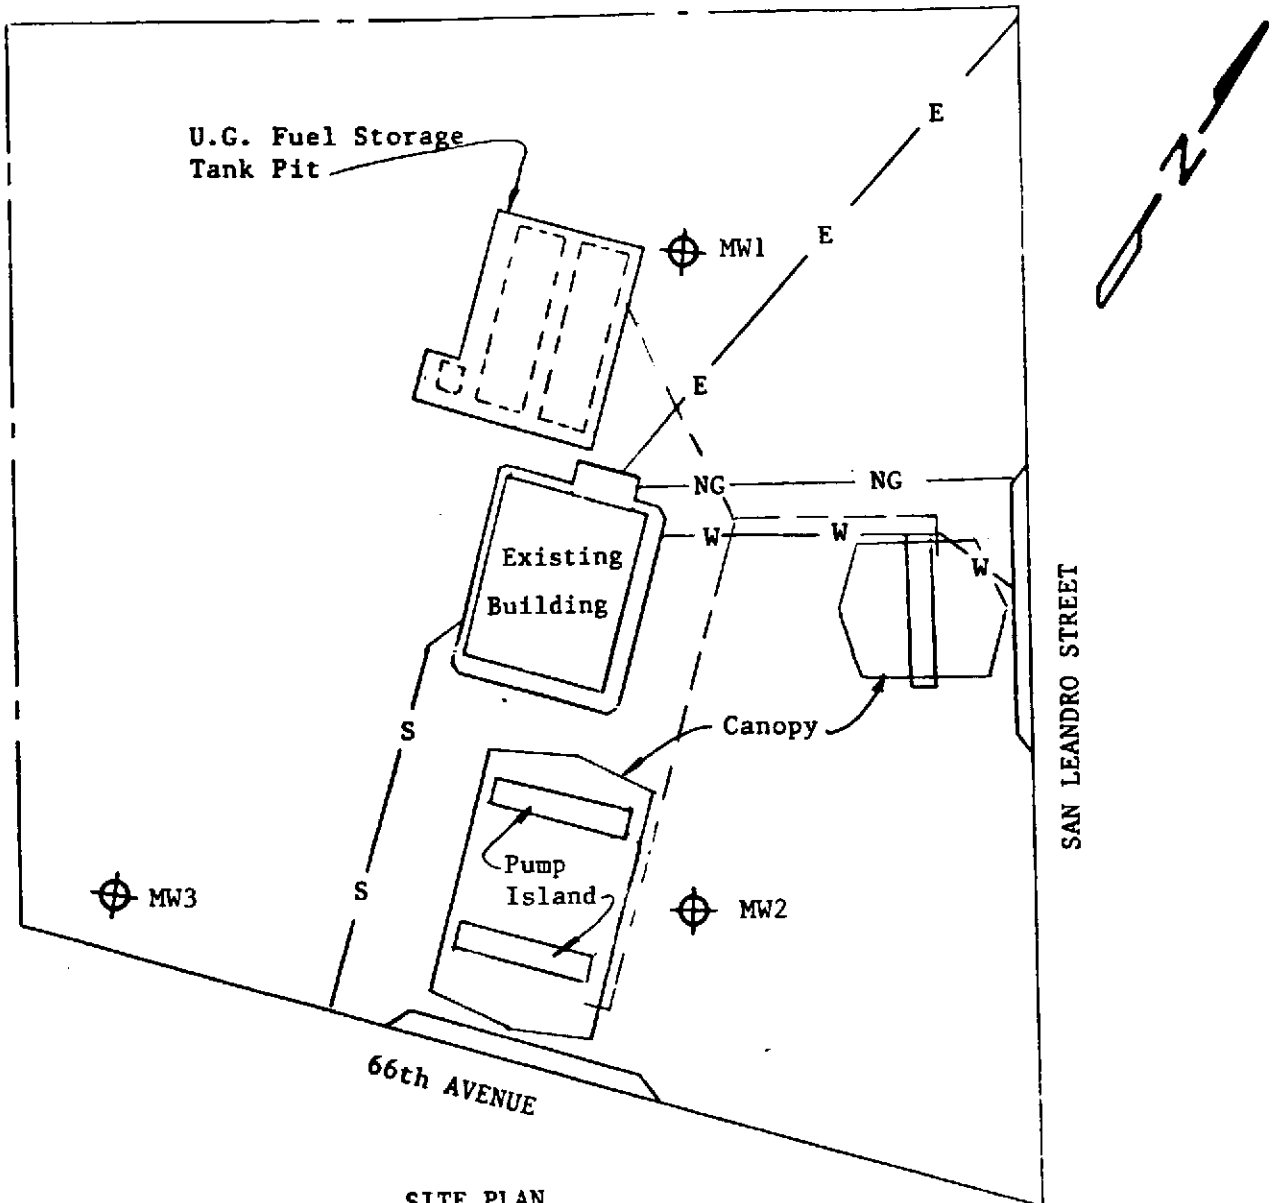 U.G. Fuel Storage
Tank Pit
E
N
E
MW1
E
NG
NG
W
W
W
Existing
Building
SAN LEANDRO STREET
S
Canopy
Pump
Island
S
MW3
MW2
66th AVENUE
SITE PLAN